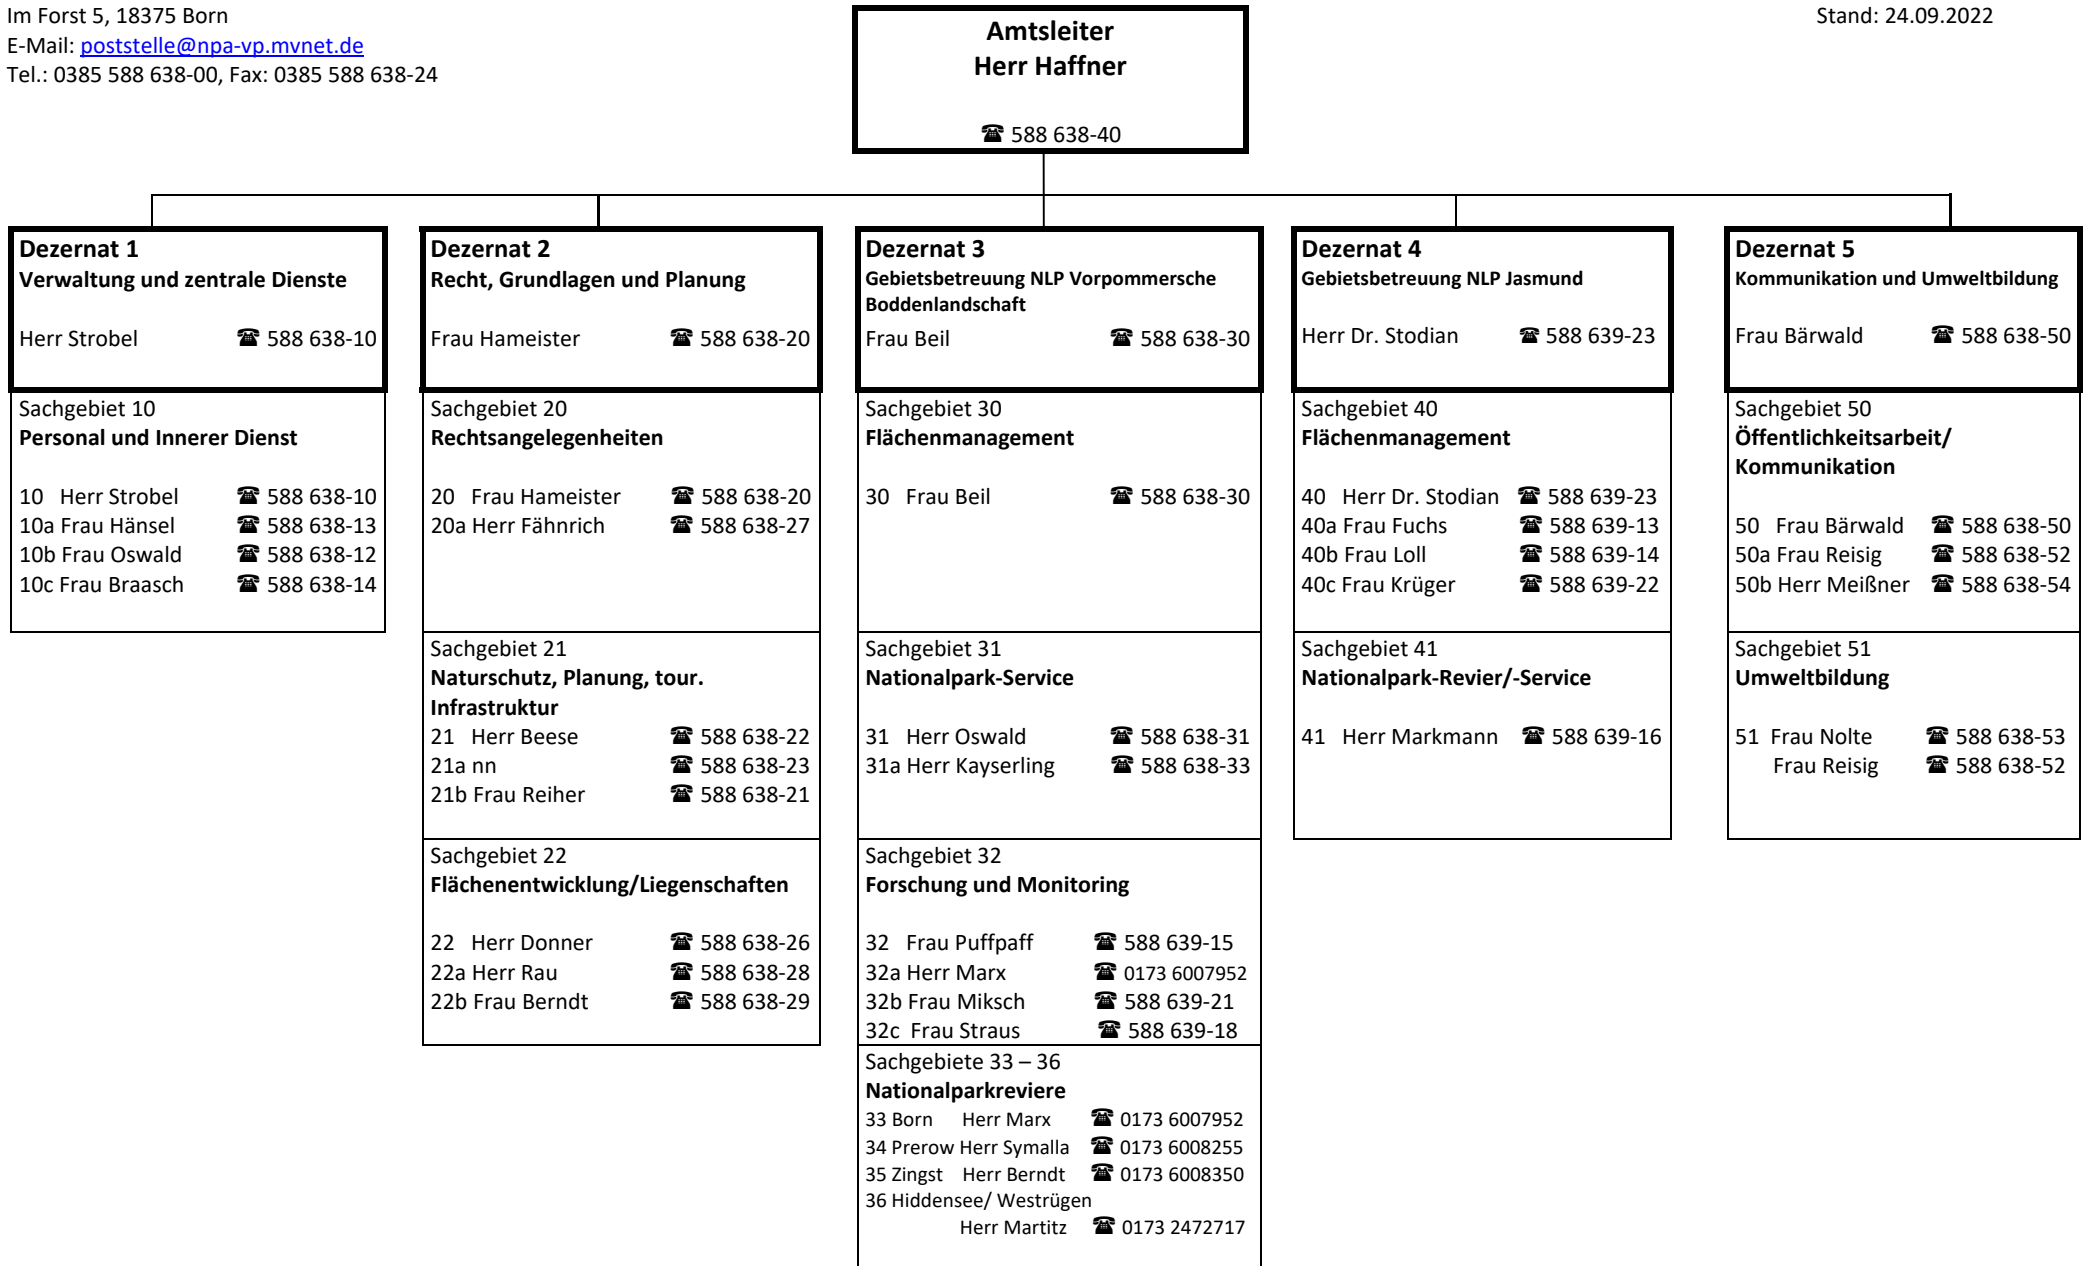 Im Forst 5, 18375 Born
E-Mail: poststelle@npa-vp.mvnet.de
Tel.: 0385 588 638-00, Fax: 0385 588 638-24
Amtsleiter
Herr Haffner
☎ 588 638-40
Stand: 24.09.2022
Dezernat 1
Verwaltung und zentrale Dienste
Herr Strobel ☎ 588 638-10
Sachgebiet 10
Personal und Innerer Dienst
10 Herr Strobel ☎ 588 638-10
10a Frau Hänsel ☎ 588 638-13
10b Frau Oswald ☎ 588 638-12
10c Frau Braasch ☎ 588 638-14
Dezernat 2
Recht, Grundlagen und Planung
Frau Hameister ☎ 588 638-20
Sachgebiet 20
Rechtsangelegenheiten
20 Frau Hameister ☎ 588 638-20
20a Herr Fähnrich ☎ 588 638-27
Sachgebiet 21
Naturschutz, Planung, tour.
Infrastruktur
21 Herr Beese ☎ 588 638-22
21a nn ☎ 588 638-23
21b Frau Reiher ☎ 588 638-21
Sachgebiet 22
Flächenentwicklung/Liegenschaften
22 Herr Donner ☎ 588 638-26
22a Herr Rau ☎ 588 638-28
22b Frau Berndt ☎ 588 638-29
Dezernat 3
Gebietsbetreuung NLP Vorpommersche
Boddenlandschaft
Frau Beil ☎ 588 638-30
Sachgebiet 30
Flächenmanagement
30 Frau Beil ☎ 588 638-30
Sachgebiet 31
Nationalpark-Service
31 Herr Oswald ☎ 588 638-31
31a Herr Kayserling ☎ 588 638-33
Sachgebiet 32
Forschung und Monitoring
32 Frau Puffpaff ☎ 588 639-15
32a Herr Marx ☎ 0173 6007952
32b Frau Miksch ☎ 588 639-21
32c Frau Straus ☎ 588 639-18
Sachgebiete 33 – 36
Nationalparkreviere
33 Born Herr Marx ☎ 0173 6007952
34 Prerow Herr Symalla ☎ 0173 6008255
35 Zingst Herr Berndt ☎ 0173 6008350
36 Hiddensee/ Westrügen
Herr Martitz ☎ 0173 2472717
Dezernat 4
Gebietsbetreuung NLP Jasmund
Herr Dr. Stodian ☎ 588 639-23
Sachgebiet 40
Flächenmanagement
40 Herr Dr. Stodian ☎ 588 639-23
40a Frau Fuchs ☎ 588 639-13
40b Frau Loll ☎ 588 639-14
40c Frau Krüger ☎ 588 639-22
Sachgebiet 41
Nationalpark-Revier/-Service
41 Herr Markmann ☎ 588 639-16
Dezernat 5
Kommunikation und Umweltbildung
Frau Bärwald ☎ 588 638-50
Sachgebiet 50
Öffentlichkeitsarbeit/
Kommunikation
50 Frau Bärwald ☎ 588 638-50
50a Frau Reisig ☎ 588 638-52
50b Herr Meißner ☎ 588 638-54
Sachgebiet 51
Umweltbildung
51 Frau Nolte ☎ 588 638-53
Frau Reisig ☎ 588 638-52